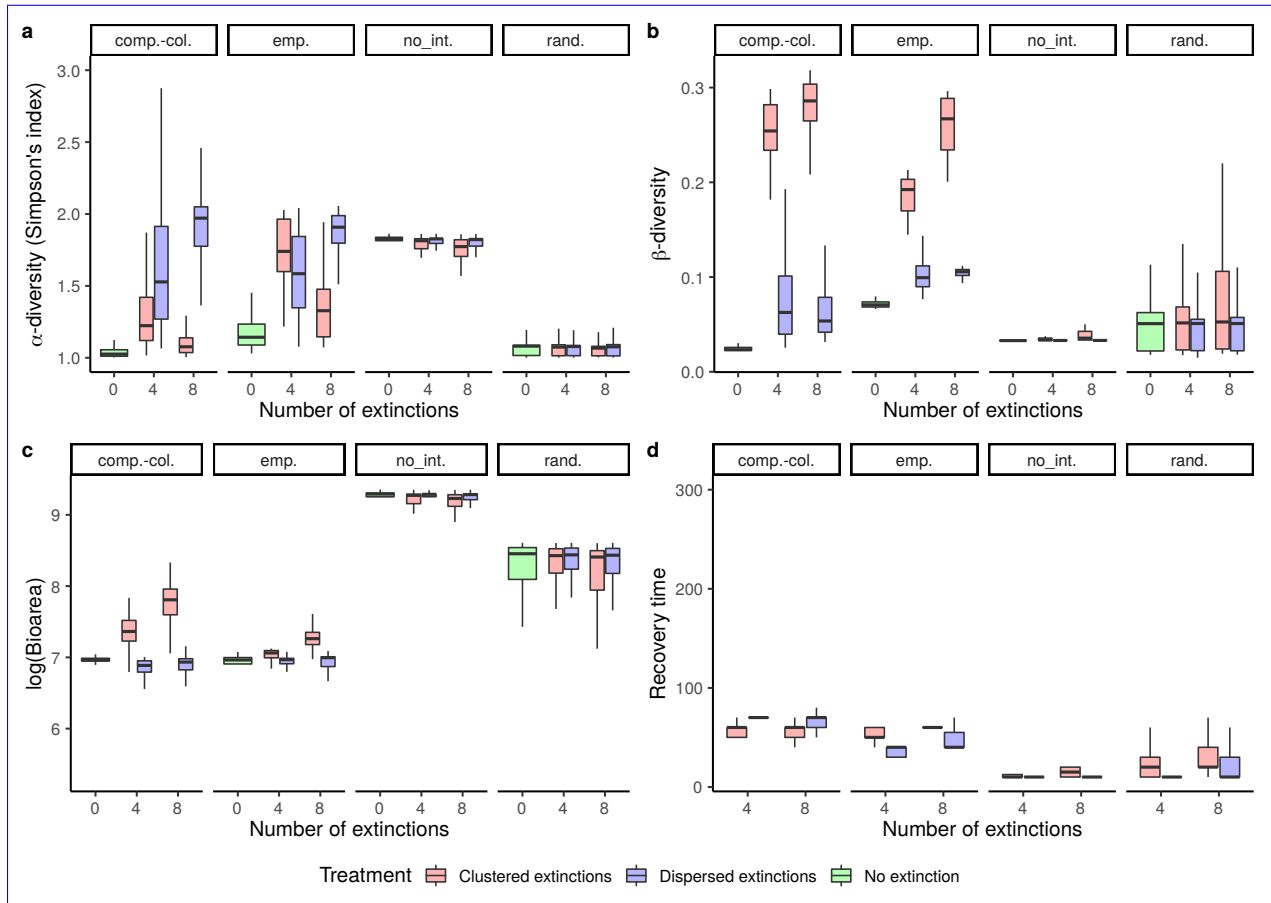 a
b
comp.-col. emp. no_int. rand.
comp.-col. emp. no_int. rand.
α-diversity (Simpson's index)
3.0
2.5
2.0
1.5
1.0
0 4 8 0 4 8 0 4 8 0 4 8
Number of extinctions
β-diversity
0.3
0.2
0.1
0.0
0 4 8 0 4 8 0 4 8 0 4 8
Number of extinctions
c
d
comp.-col. emp. no_int. rand.
comp.-col. emp. no_int. rand.
log(Bioarea)
9
8
7
6
0 4 8 0 4 8 0 4 8 0 4 8
Number of extinctions
Recovery time
300
200
100
0
4 8 4 8 4 8 4 8
Number of extinctions
Treatment Clustered extinctions Dispersed extinctions No extinction